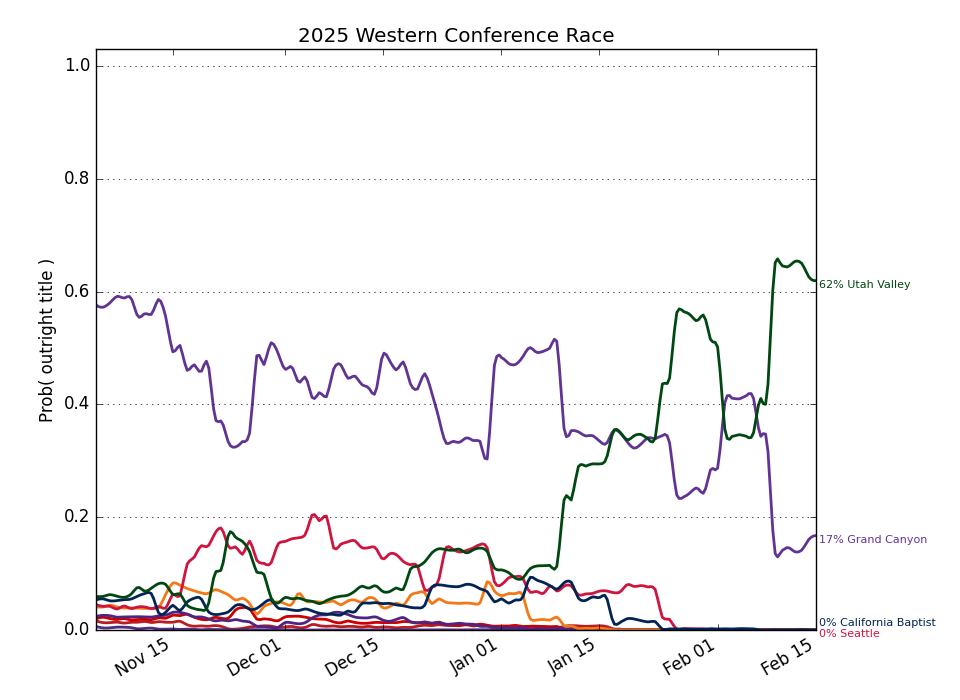 2025 Western Conference Race
Prob( outright title )
1.0
0.8
0.6
0.4
0.2
0.0
62% Utah Valley
17% Grand Canyon
0% California Baptist
0% Seattle
Nov 15
Dec 01
Dec 15
Jan 01
Jan 15
Feb 01
Feb 15